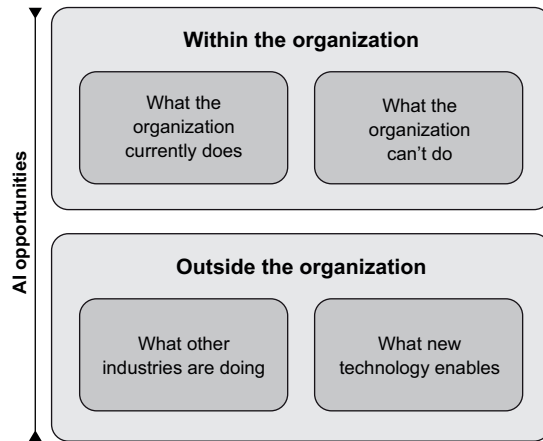 AI opportunities
Within the organization
What the
organization
currently does
What the
organization
can’t do
Outside the organization
What other
industries are doing
What new
technology enables